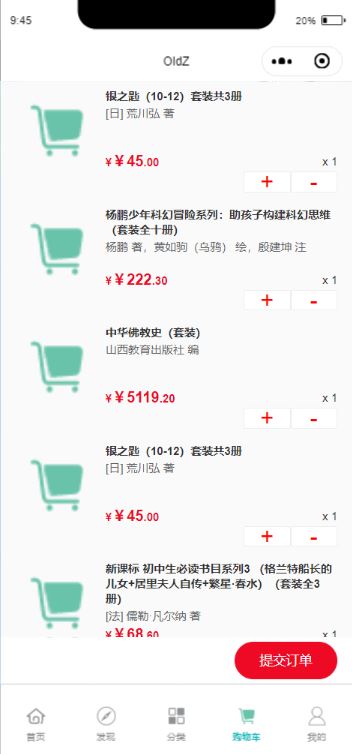 9:45
20%
OldZ
银之匙（10-12）套装共3册
[日] 荒川弘 著
¥ ¥ 45.00
x 1
+ -
杨鹏少年科幻冒险系列：助孩子构建科幻思维
（套装全十册）
杨鹏 著，黄如驹（乌鸦） 绘，殷建坤 注
¥ ¥ 222.30
x 1
+ -
中华佛教史（套装）
山西教育出版社 编
¥ ¥ 5119.20
x 1
+ -
银之匙（10-12）套装共3册
[日] 荒川弘 著
¥ ¥ 45.00
x 1
+ -
新课标 初中生必读书目系列3 （格兰特船长的
儿女+居里夫人自传+繁星·春水） （套装全3
册）
[法] 儒勒·凡尔纳 著
¥ ¥ 68.60
x 1
提交订单
首页
发现
分类
购物车
我的